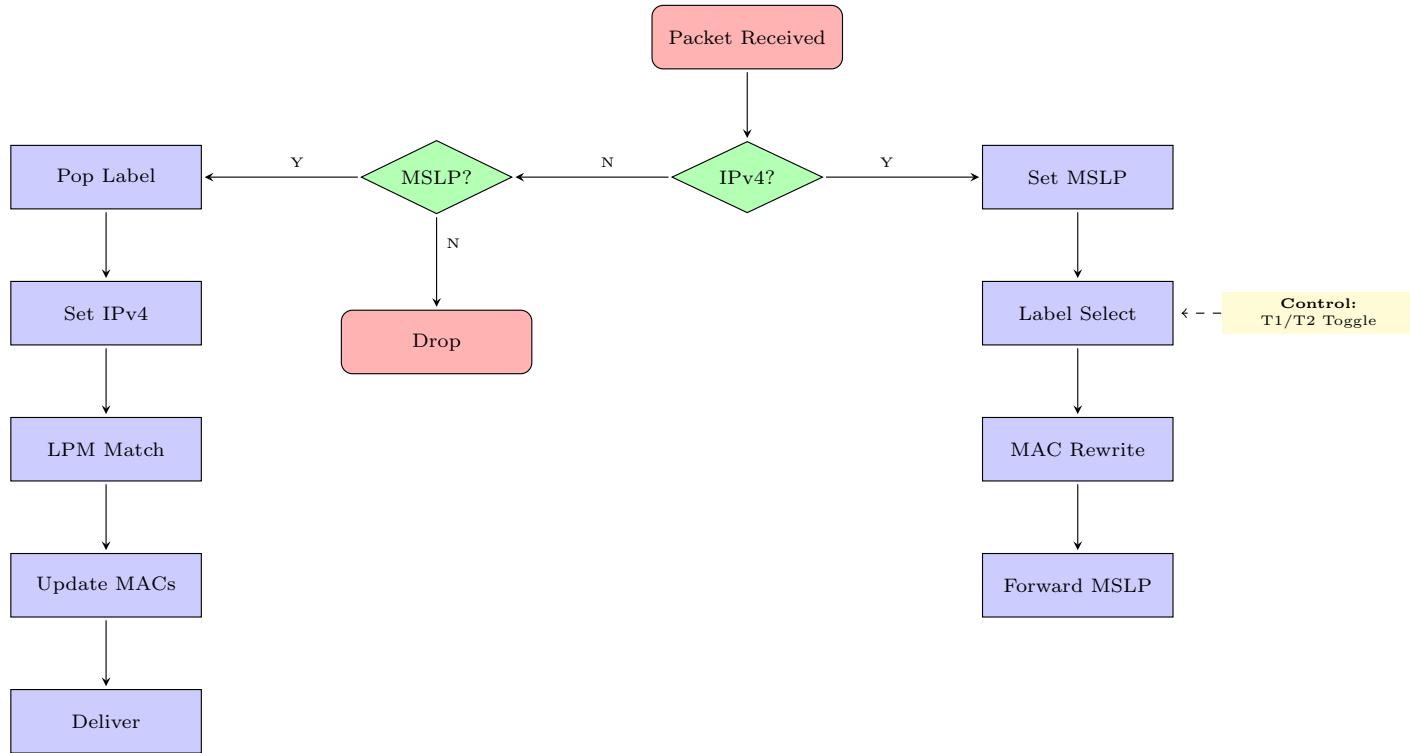 Packet Received
Pop Label
Y
MSLP?
N
IPv4?
Y
Set MSLP
N
Set IPv4
Drop
Label Select
Control:
T1/T2 Toggle
LPM Match
MAC Rewrite
Update MACs
Forward MSLP
Deliver